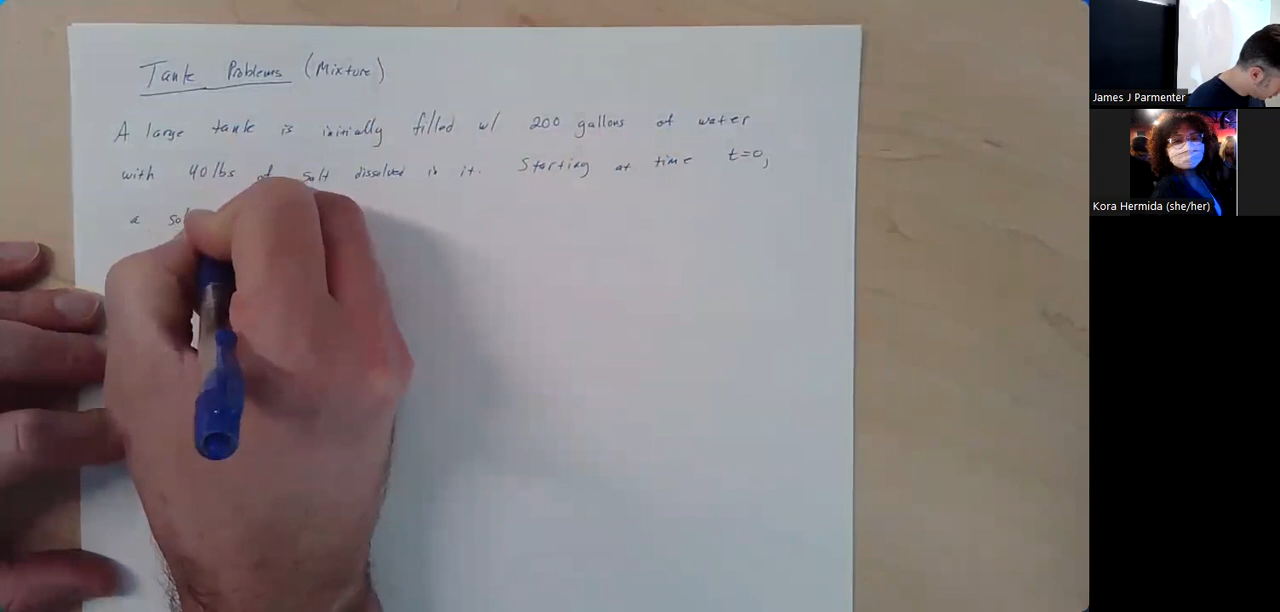 Tank Problems (Mixture)
A large tank is initially filled w/ 200 gallons of water
with 40 lbs of salt dissolved in it. Starting at time t=0,
a sol
James J Parmenter
Kora Hermida (she/her)